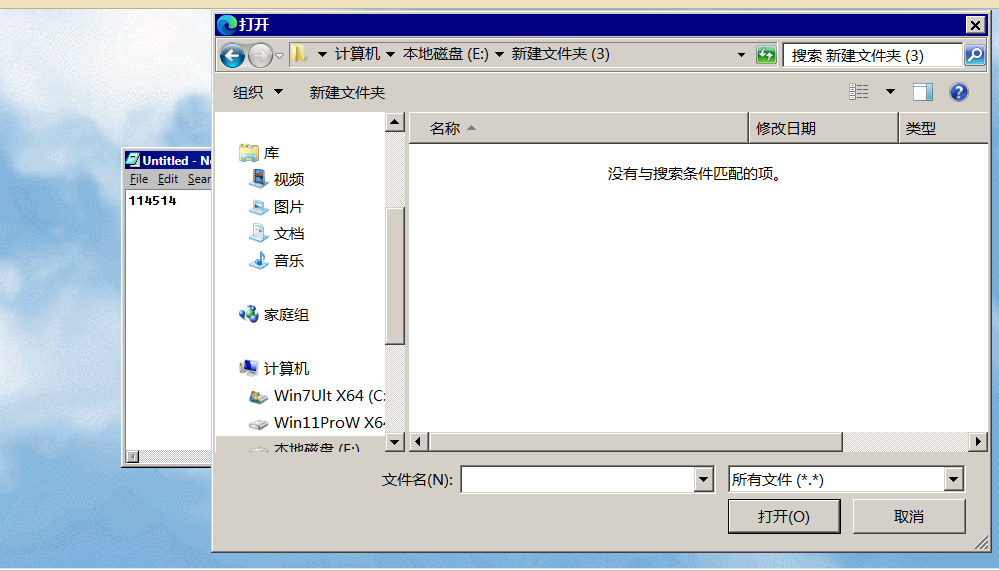 打开
计算机 本地磁盘 (E:) 新建文件夹 (3)
搜索 新建文件夹 (3)
组织 新建文件夹
Untitled - N
File Edit Sear
114514
库
视频
图片
文档
音乐
家庭组
计算机
Win7Ult X64 (C:
Win11ProW X64
本地磁盘 (E:)
名称 修改日期 类型
没有与搜索条件匹配的项。
文件名(N): 所有文件 (*.*)
打开(O) 取消